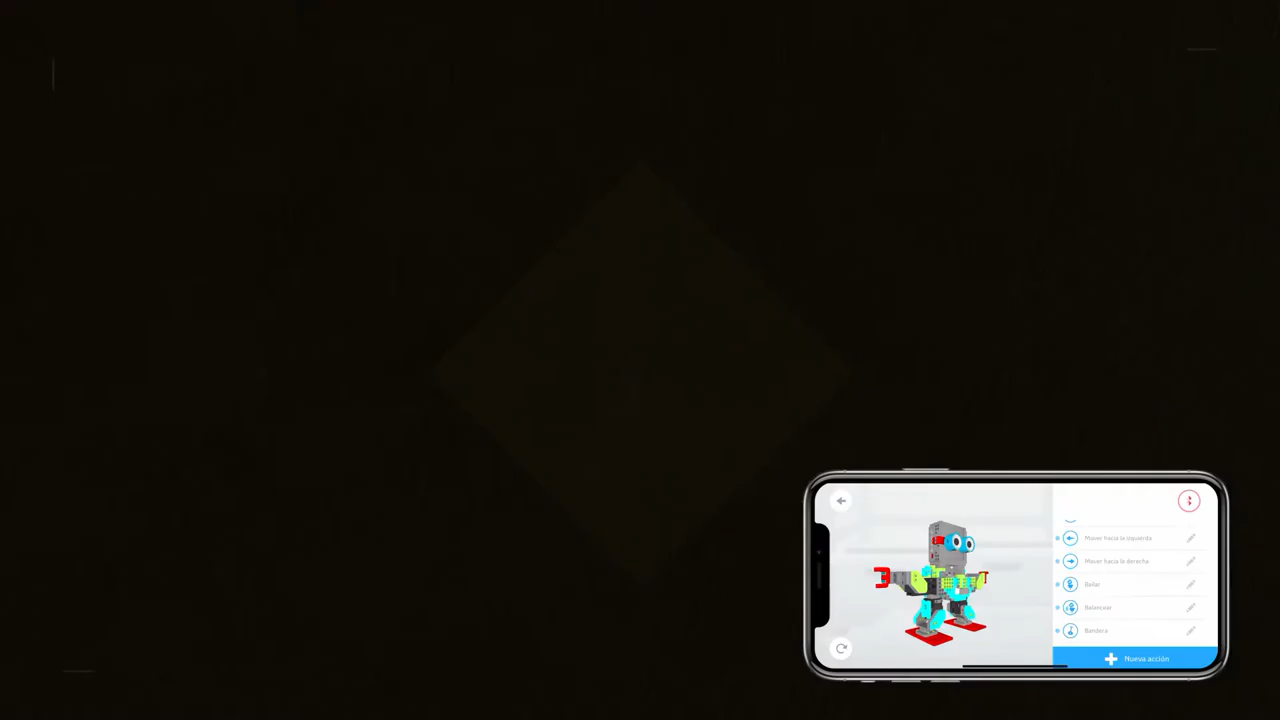 Mover hacia la izquierda
Mover hacia la derecha
Bailar
Balancear
Bandera
Nueva acción